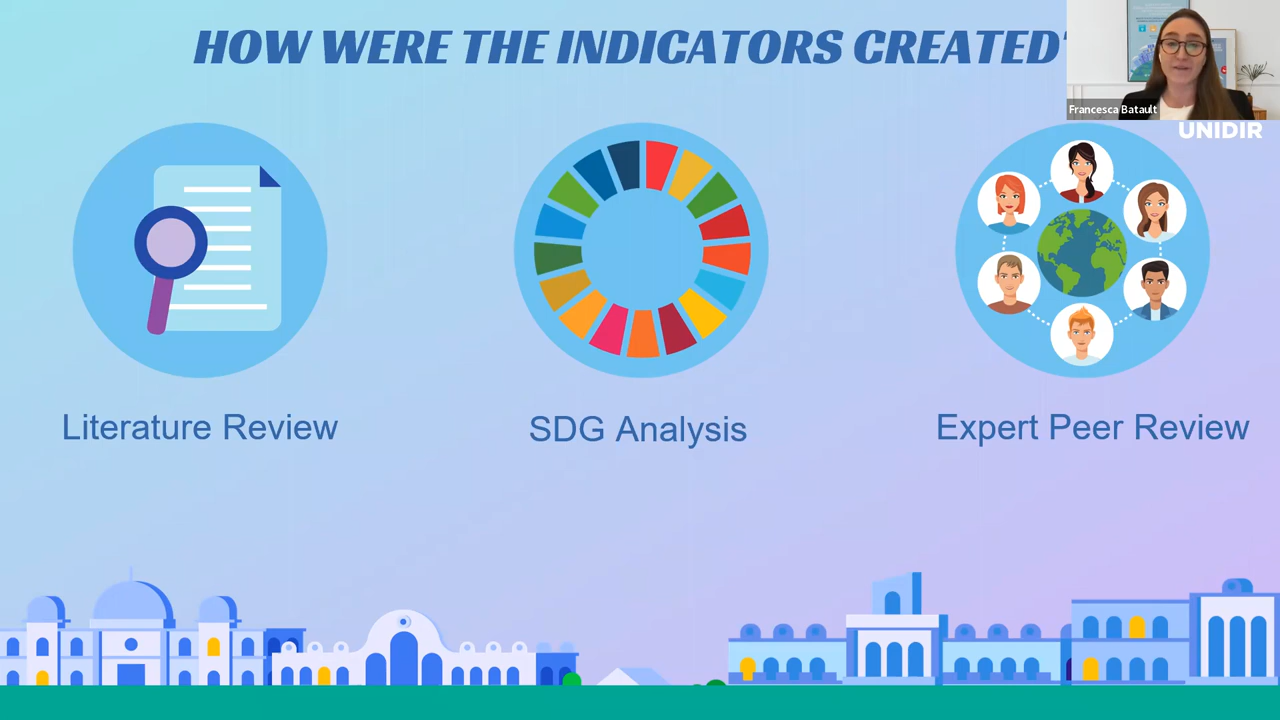 HOW WERE THE INDICATORS CREATED
Francesca Batault
UNIDIR
Literature Review
SDG Analysis
Expert Peer Review